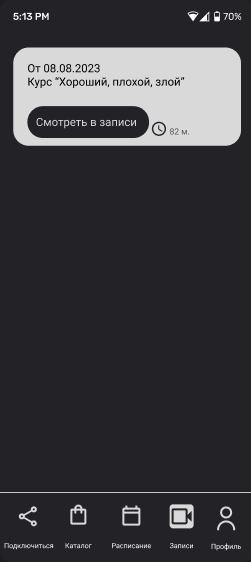 5:13 PM 70%
От 08.08.2023
Курс “Хороший, плохой, злой”
Смотреть в записи 82 м.
Подключиться Каталог Расписание Записи Профиль